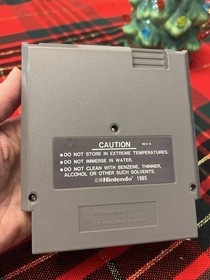 CAUTION REV-A
•DO NOT STORE IN EXTREME TEMPERATURES.
•DO NOT IMMERSE IN WATER.
•DO NOT CLEAN WITH BENZENE, THINNER,
ALCOHOL OR OTHER SUCH SOLVENTS.
©®Nintendo® 1985